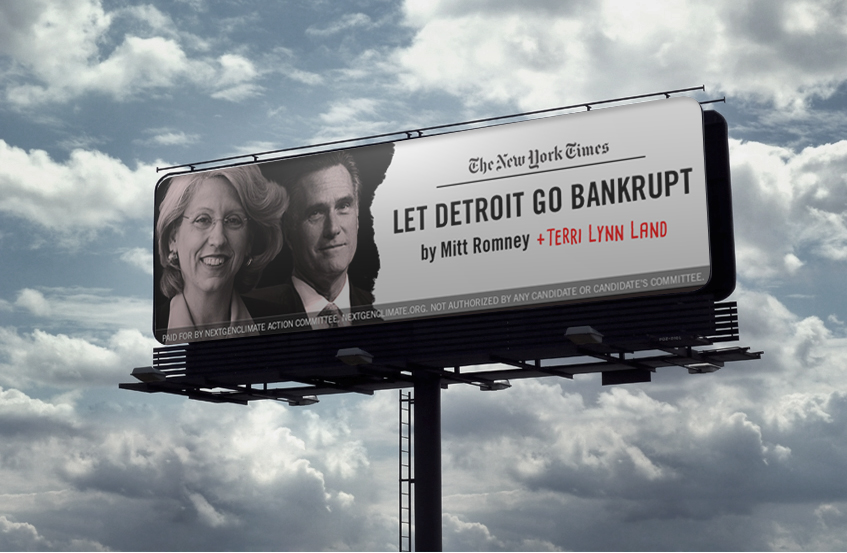 The New York Times
LET DETROIT GO BANKRUPT
by Mitt Romney +TERRI LYNN LAND
PAID FOR BY NEXTGENCLIMATE ACTION COMMITTEE, NEXTGENCLIMATE.ORG. NOT AUTHORIZED BY ANY CANDIDATE OR CANDIDATE'S COMMITTEE.